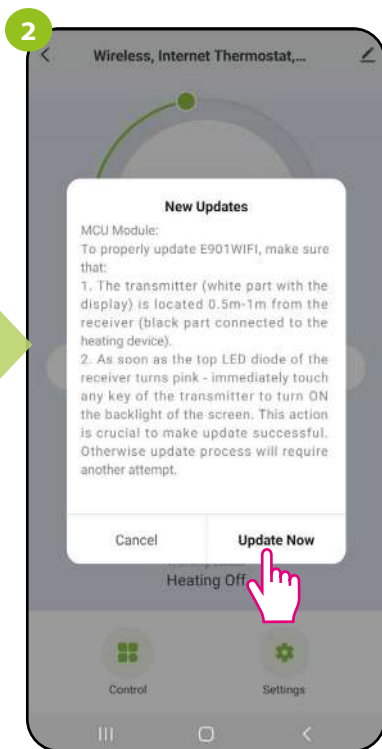 2
Wireless, Internet Thermostat,...
New Updates
MCU Module:
To properly update E901WIFI, make sure
that:
1. The transmitter (white part with the
display) is located 0.5m-1m from the
receiver (black part connected to the
heating device).
2. As soon as the top LED diode of the
receiver turns pink - immediately touch
any key of the transmitter to turn ON
the backlight of the screen. This action
is crucial to make update successful.
Otherwise update process will require
another attempt.
Cancel Update Now
Heating Off
Control Settings